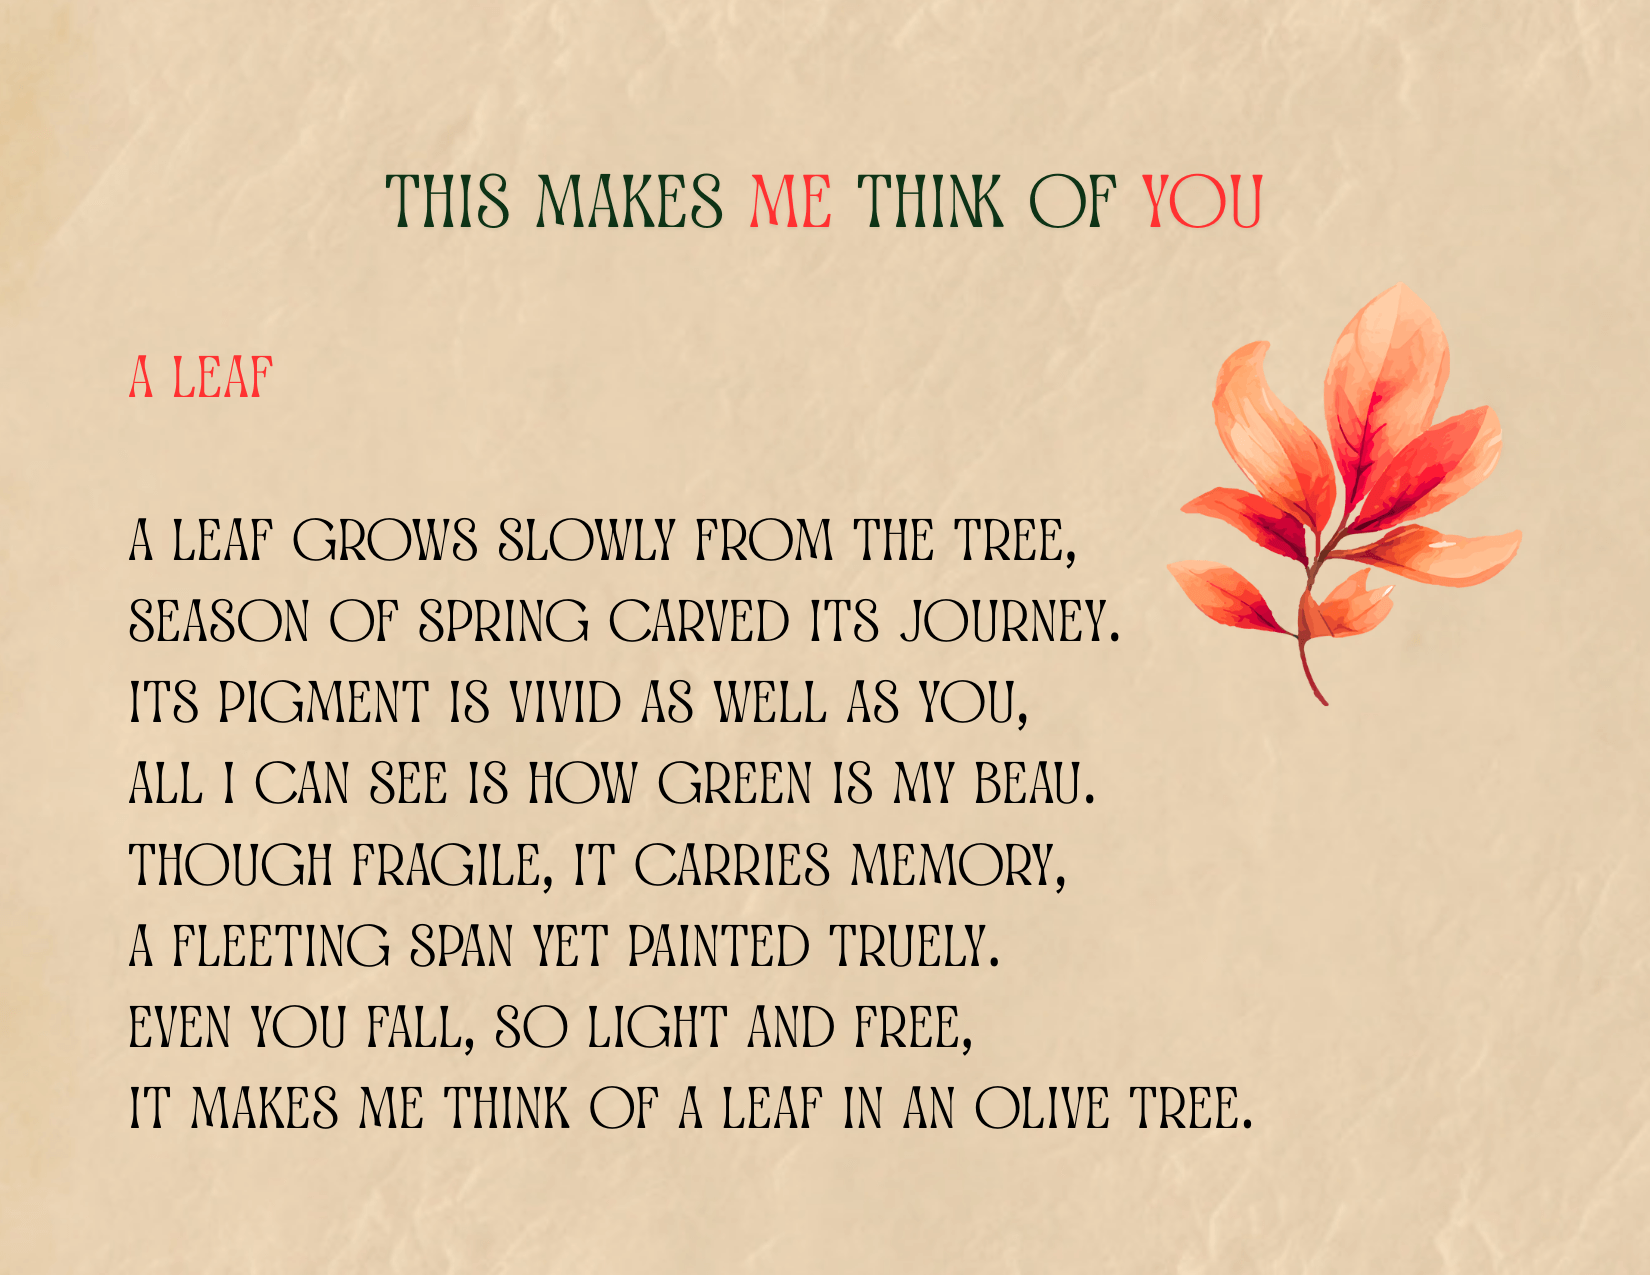 THIS MAKES ME THINK OF YOU
A LEAF
A LEAF GROWS SLOWLY FROM THE TREE,
SEASON OF SPRING CARVED ITS JOURNEY.
ITS PIGMENT IS VIVID AS WELL AS YOU,
ALL I CAN SEE IS HOW GREEN IS MY BEAU.
THOUGH FRAGILE, IT CARRIES MEMORY,
A FLEETING SPAN YET PAINTED TRUELY.
EVEN YOU FALL, SO LIGHT AND FREE,
IT MAKES ME THINK OF A LEAF IN AN OLIVE TREE.